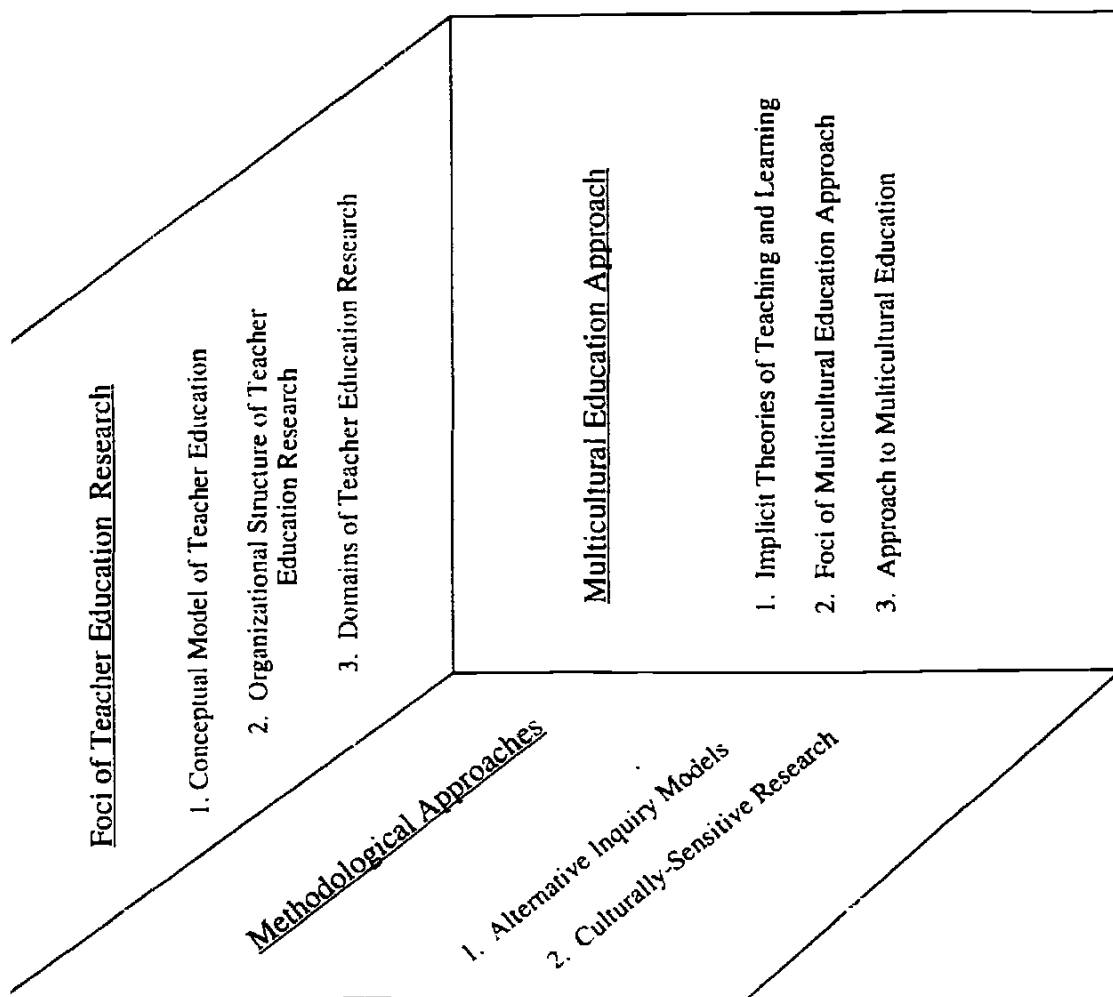 Foci of Teacher Education Research
1. Conceptual Model of Teacher Education
2. Organizational Structure of Teacher
Education Research
3. Domains of Teacher Education Research
Methodological Approaches
1. Alternative Inquiry Models
2. Culturally-Sensitive Research
Multicultural Education Approach
1. Implicit Theories of Teaching and Learning
2. Foci of Multicultural Education Approach
3. Approach to Multicultural Education